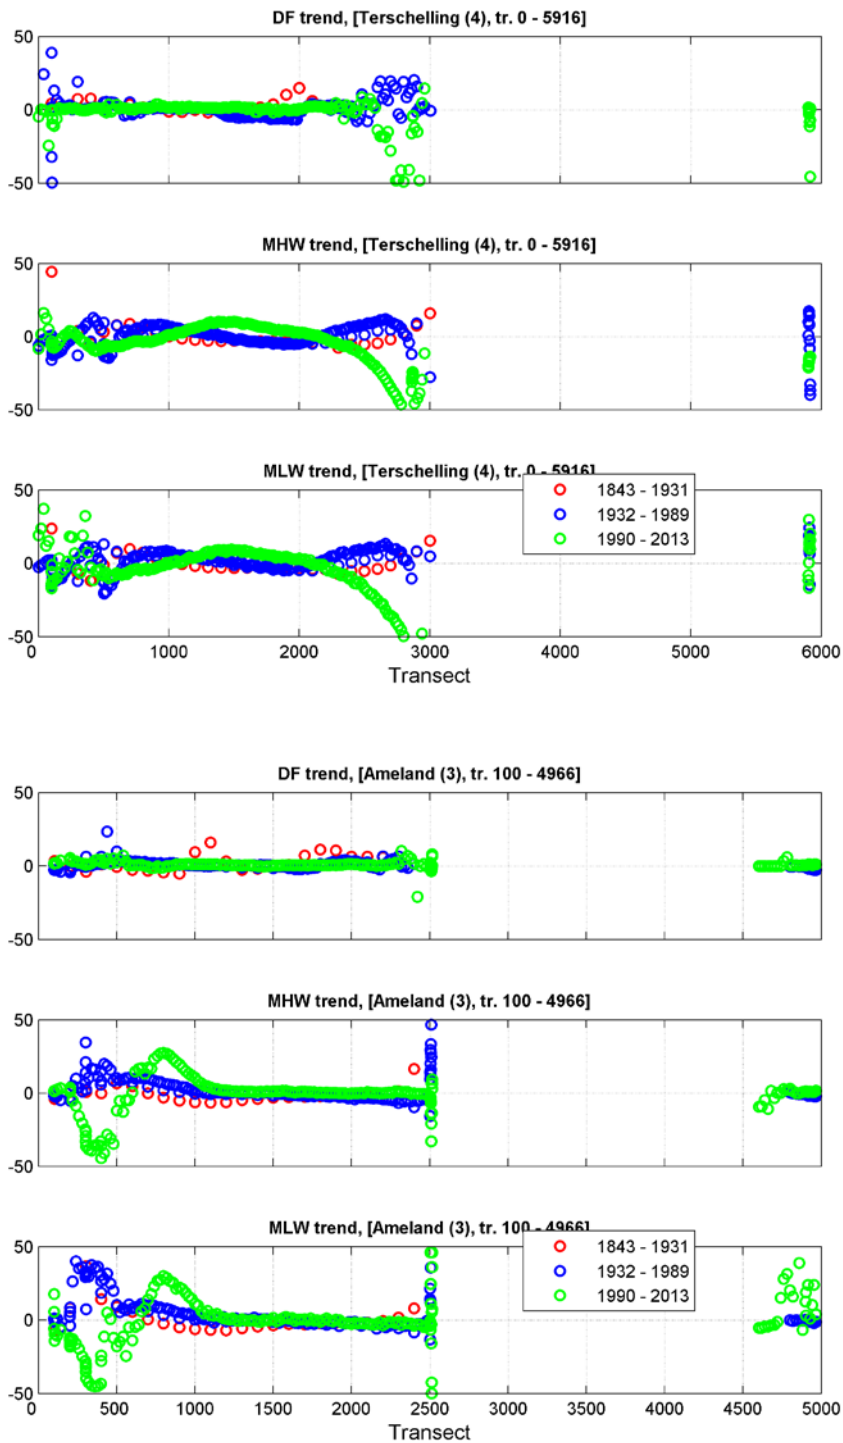 DF trend, [Terschelling (4), tr. 0 - 5916]
50
0
-50
MHW trend, [Terschelling (4), tr. 0 - 5916]
50
0
-50
MLW trend, [Terschelling (4), tr. 0 - 5916]
50
0
-50
1843 - 1931
1932 - 1989
1990 - 2013
0 1000 2000 3000 4000 5000 6000
Transect
DF trend, [Ameland (3), tr. 100 - 4966]
50
0
-50
MHW trend, [Ameland (3), tr. 100 - 4966]
50
0
-50
MLW trend, [Ameland (3), tr. 100 - 4966]
50
0
-50
1843 - 1931
1932 - 1989
1990 - 2013
0 500 1000 1500 2000 2500 3000 3500 4000 4500 5000
Transect